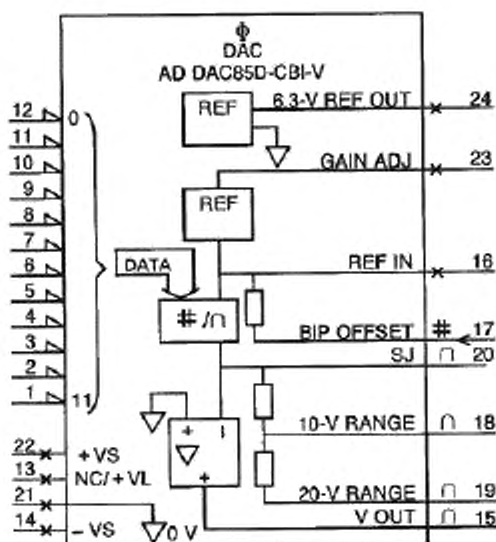 Φ
DAC
AD DAC85D-CBI-V
REF
6.3-V REF OUT
24
12
0
11
GAIN ADJ
23
10
9
REF
8
7
6
DATA
REF IN
16
5
#/∩
4
BIP OFFSET
#
17
3
SJ
∩
20
2
1
11
+
−
10-V RANGE
∩
18
22
+VS
13
NC/+VL
+
21
20-V RANGE
∩
19
14
−VS
0 V
V OUT
∩
15